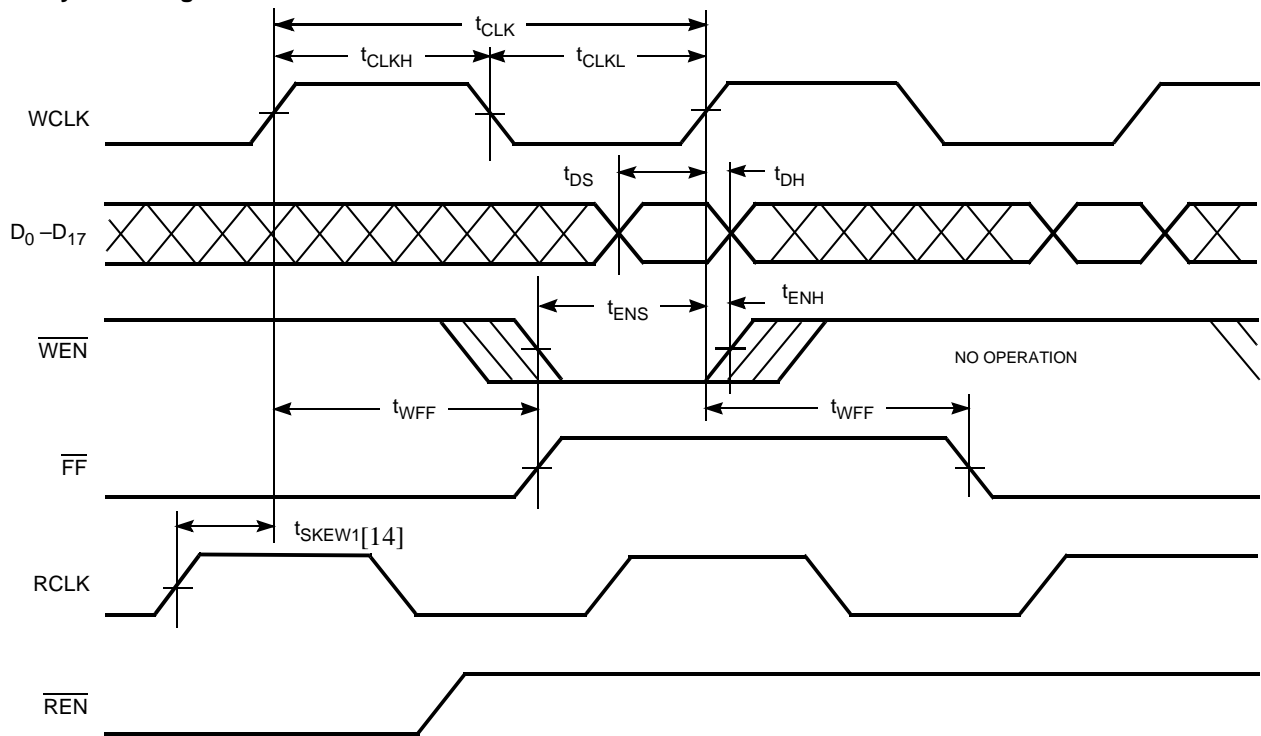 tCLK
tCLKH
tCLKL
WCLK
tDS
tDH
D0 –D17
tENS
tENH
WEN
NO OPERATION
tWFF
tWFF
FF
tSKEW1[14]
RCLK
REN